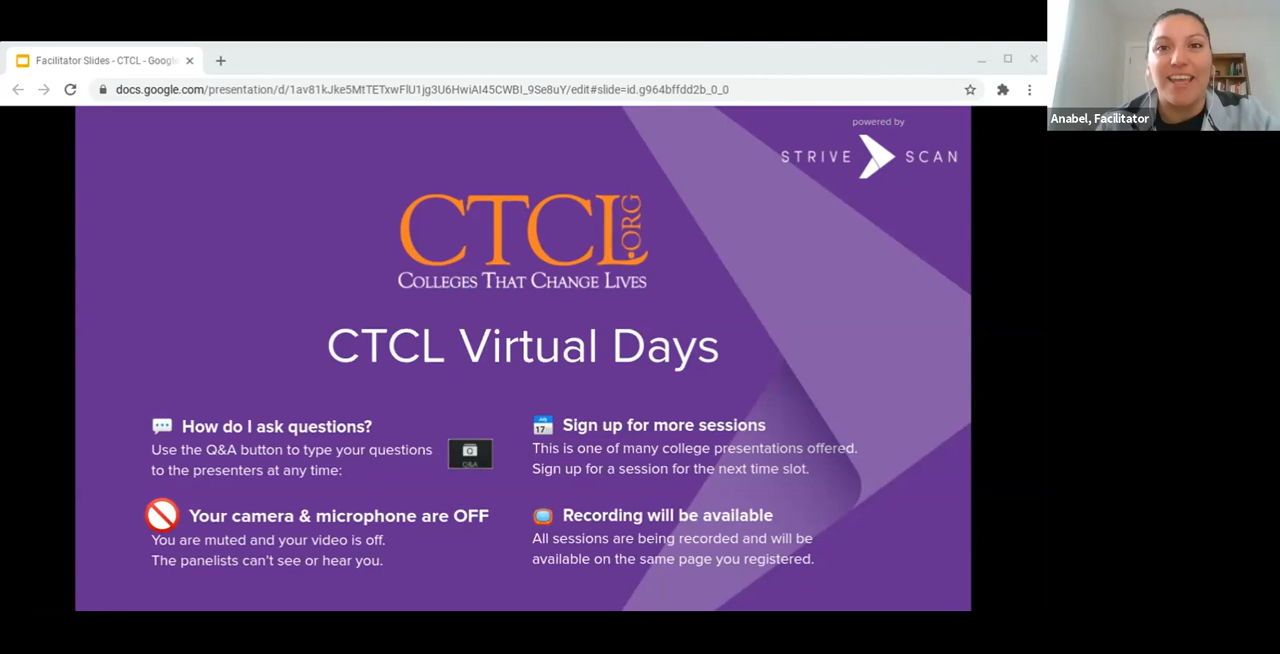 Facilitator Slides - CTCL - Google
docs.google.com/presentation/d/1av81kJke5MtTETxwFlU1jg3U6HwiAI45CWBI_9Se8uY/edit#slide=id.g964bffdd2b_0_0
Anabel, Facilitator
powered by
STRIVE SCAN
CTCL.ORG
COLLEGES THAT CHANGE LIVES
CTCL Virtual Days
How do I ask questions?
Use the Q&A button to type your questions
to the presenters at any time:
Q&A
Your camera & microphone are OFF
You are muted and your video is off.
The panelists can't see or hear you.
July
17
Sign up for more sessions
This is one of many college presentations offered.
Sign up for a session for the next time slot.
Recording will be available
All sessions are being recorded and will be
available on the same page you registered.